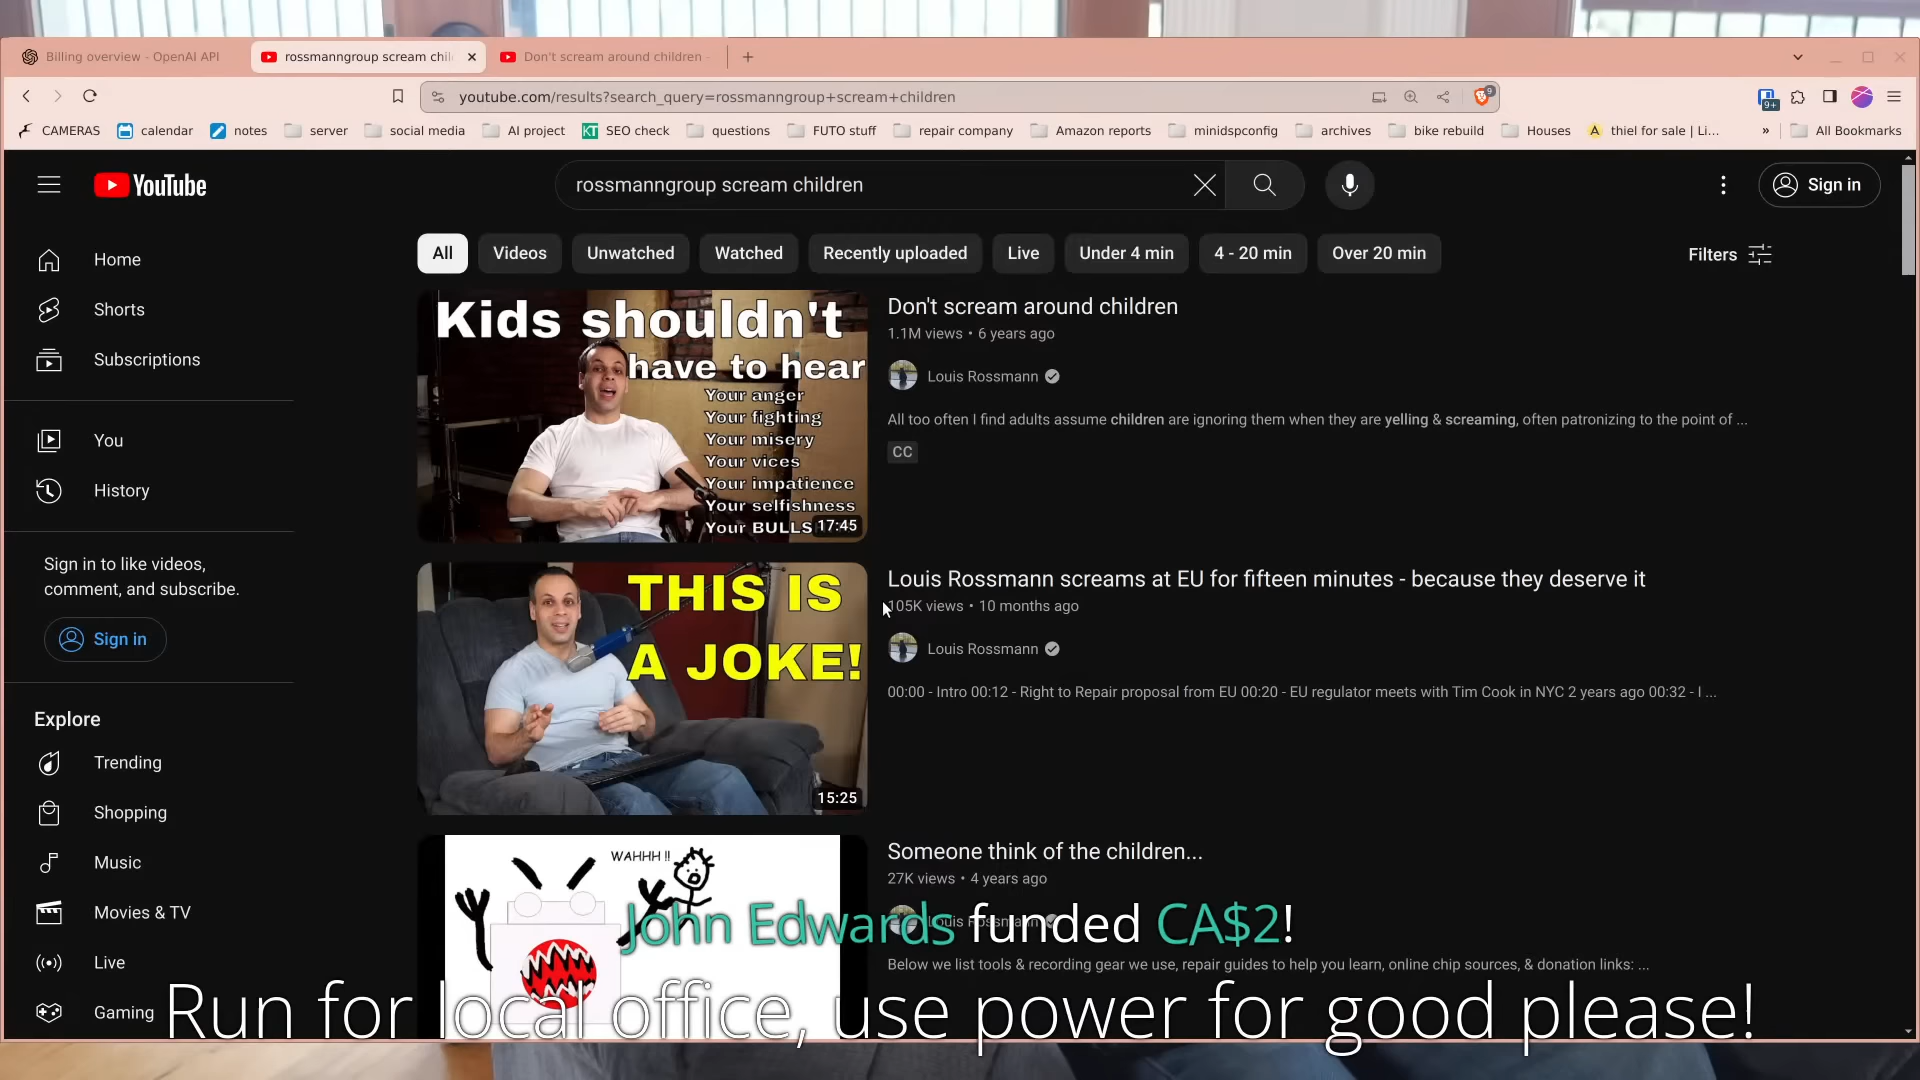 Billing overview - OpenAI API
rossmanngroup scream chil
Don't scream around children -
youtube.com/results?search_query=rossmanngroup+scream+children
9
9+
CAMERAS
calendar
notes
server
social media
AI project
KT SEO check
questions
FUTO stuff
repair company
Amazon reports
minidspconfig
archives
bike rebuild
Houses
A thiel for sale | Li...
»
All Bookmarks
YouTube
rossmanngroup scream children
Sign in
All
Videos
Unwatched
Watched
Recently uploaded
Live
Under 4 min
4 - 20 min
Over 20 min
Filters
Home
Shorts
Subscriptions
You
History
Sign in to like videos,
comment, and subscribe.
Sign in
Explore
Trending
Shopping
Music
Movies & TV
Live
Gaming
Kids shouldn't
have to hear
Your anger
Your fighting
Your misery
Your vices
Your impatience
Your selfishness
Your BULLS
17:45
Don't scream around children
1.1M views • 6 years ago
Louis Rossmann
All too often I find adults assume children are ignoring them when they are yelling & screaming, often patronizing to the point of ...
CC
THIS IS
A JOKE!
15:25
Louis Rossmann screams at EU for fifteen minutes - because they deserve it
105K views • 10 months ago
Louis Rossmann
00:00 - Intro 00:12 - Right to Repair proposal from EU 00:20 - EU regulator meets with Tim Cook in NYC 2 years ago 00:32 - I ...
WAHHH !!
Someone think of the children...
27K views • 4 years ago
Louis Rossmann
Below we list tools & recording gear we use, repair guides to help you learn, online chip sources, & donation links: ...
John Edwards funded CA$2!
Run for local office, use power for good please!